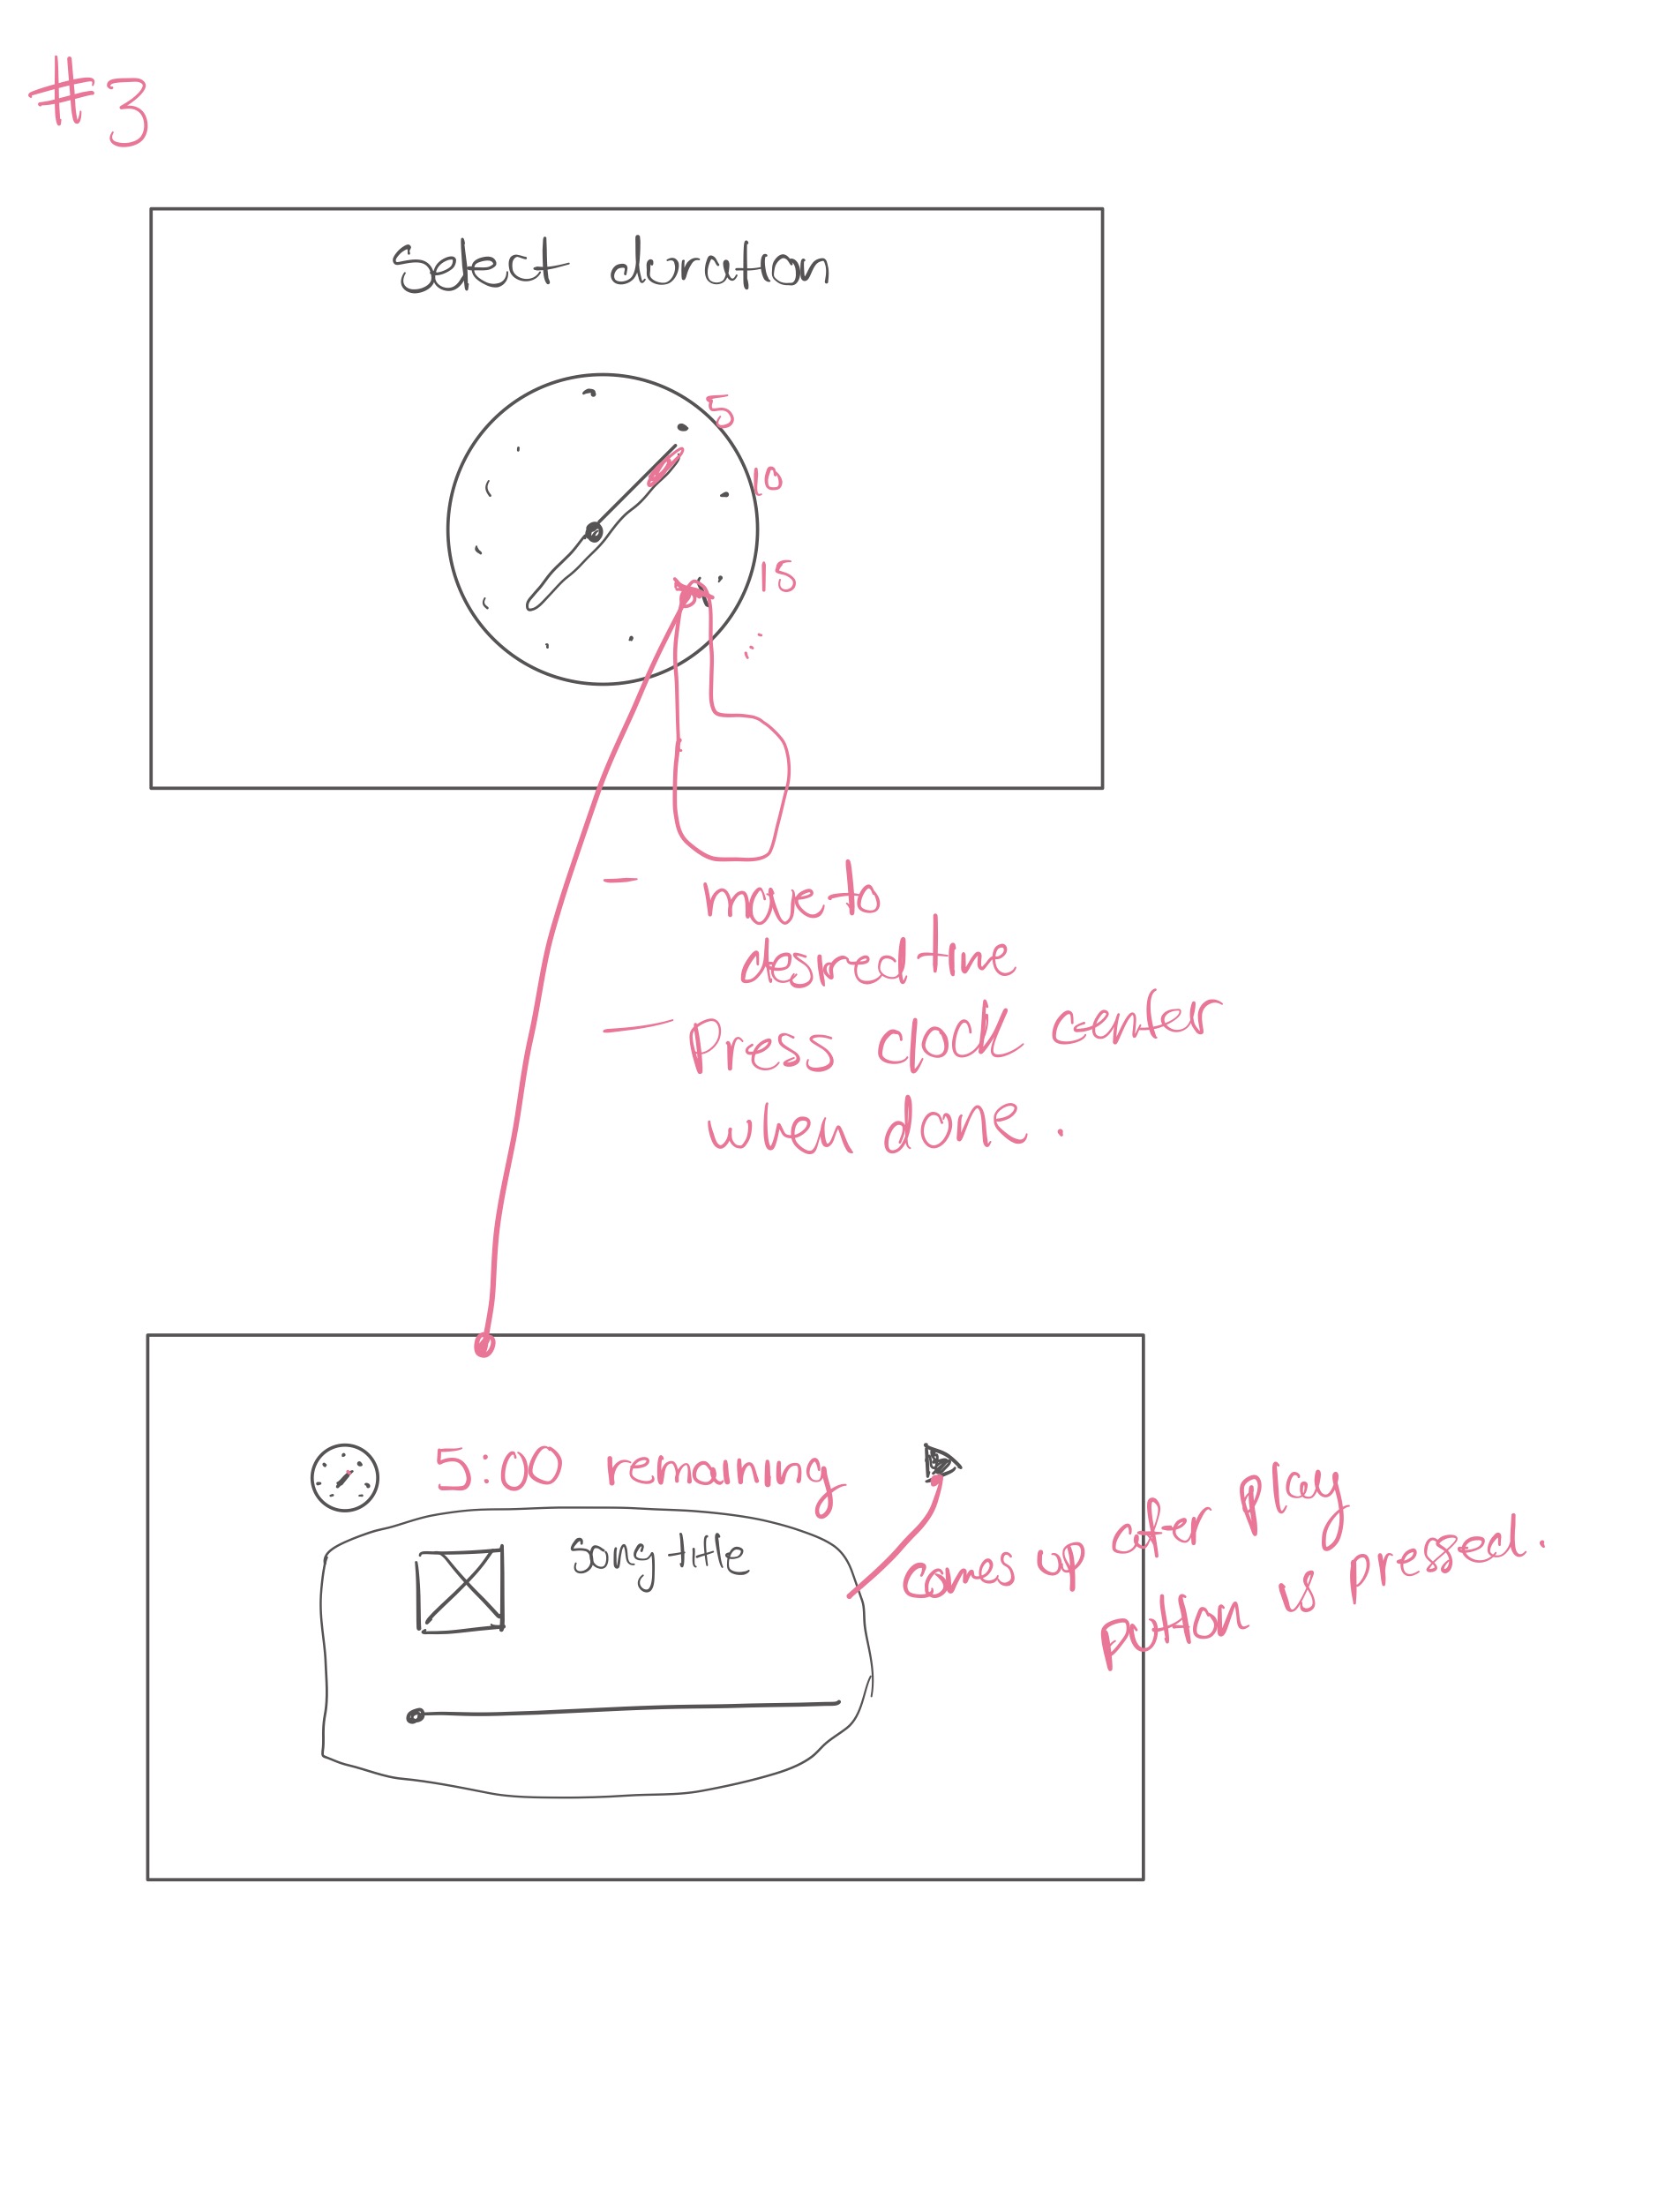 #3
Select duration
5
10
15
- move to
desired time
- Press clock center
when done.
5:00 remaining
Song title
comes up after play
button is pressed.